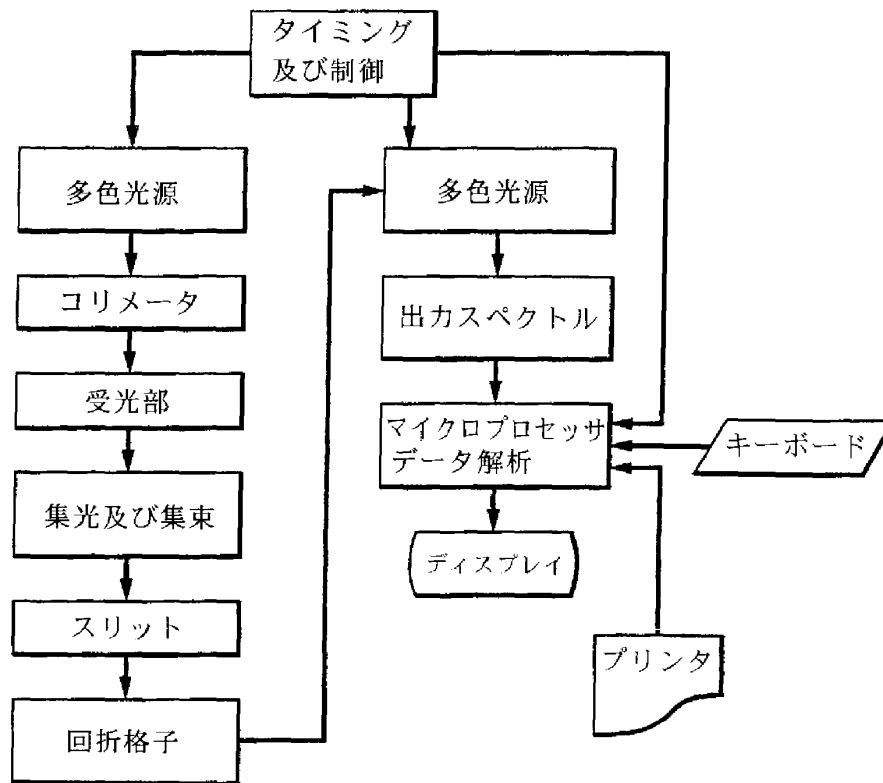 タイミング
及び制御
多色光源
コリメータ
受光部
集光及び集束
スリット
回折格子
多色光源
出力スペクトル
マイクロプロセッサ
データ解析
キーボード
ディスプレイ
プリンタ